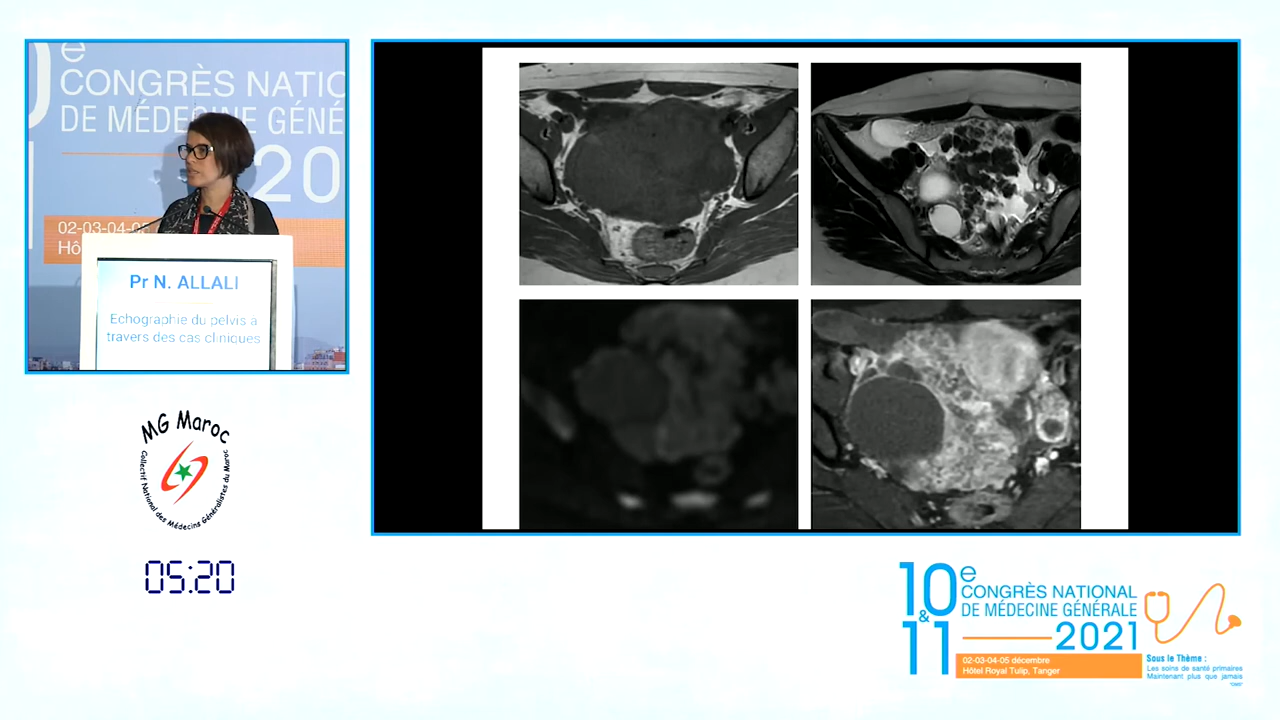 e
CONGRÈS NATIO
DE MÉDECINE GÉNÉ
20
02-03-04-0
Hô
Pr N. ALLALI
Echographie du pelvis à
travers des cas cliniques
MG Maroc
Collectif National des Médecins Généralistes du Maroc
05:20
10e
&
11
CONGRÈS NATIONAL
DE MÉDECINE GÉNÉRALE
2021
02-03-04-05 décembre
Hôtel Royal Tulip, Tanger
Sous le Thème :
Les soins de santé primaires
Maintenant plus que jamais